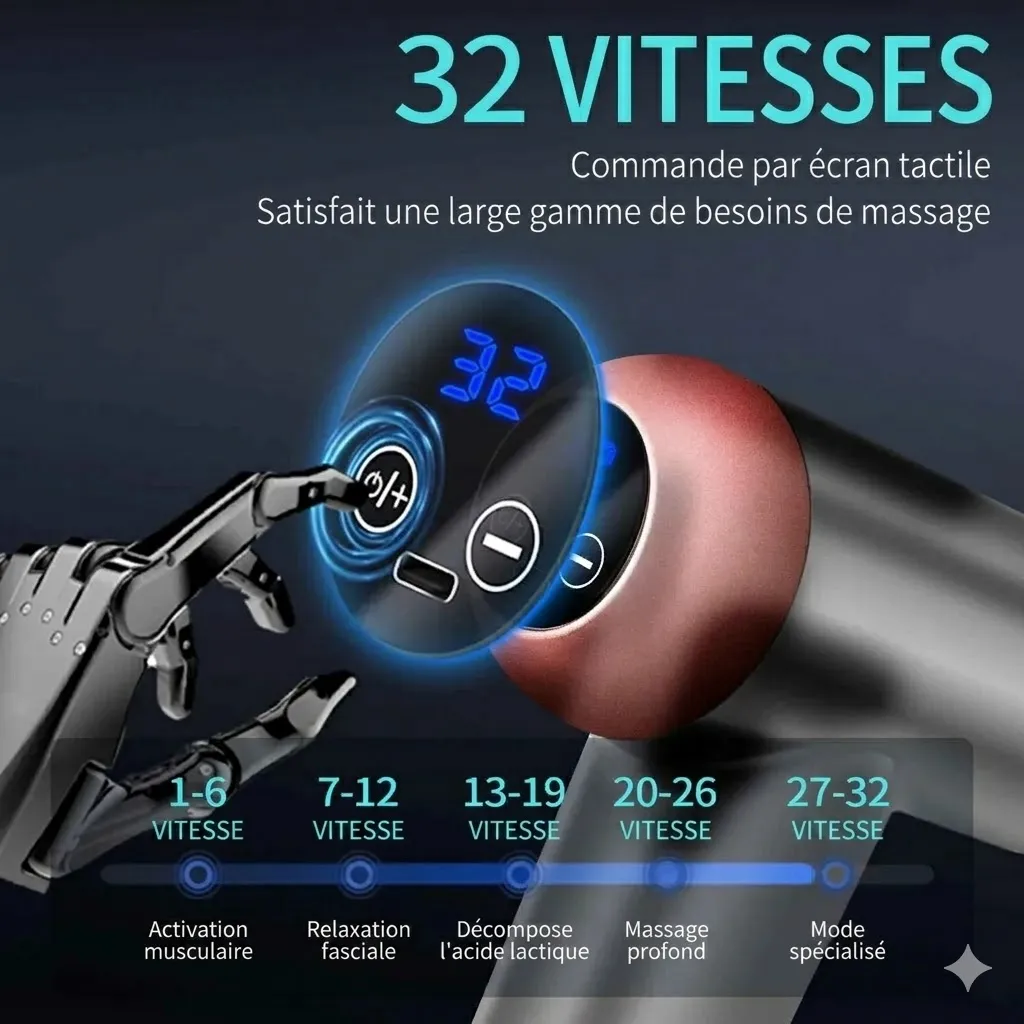 32 VITESSES
Commande par écran tactile
Satisfait une large gamme de besoins de massage
32
1-6 7-12 13-19 20-26 27-32
VITESSE VITESSE VITESSE VITESSE VITESSE
Activation Relaxation Décompose Massage Mode
musculaire fasciale l'acide lactique profond spécialisé